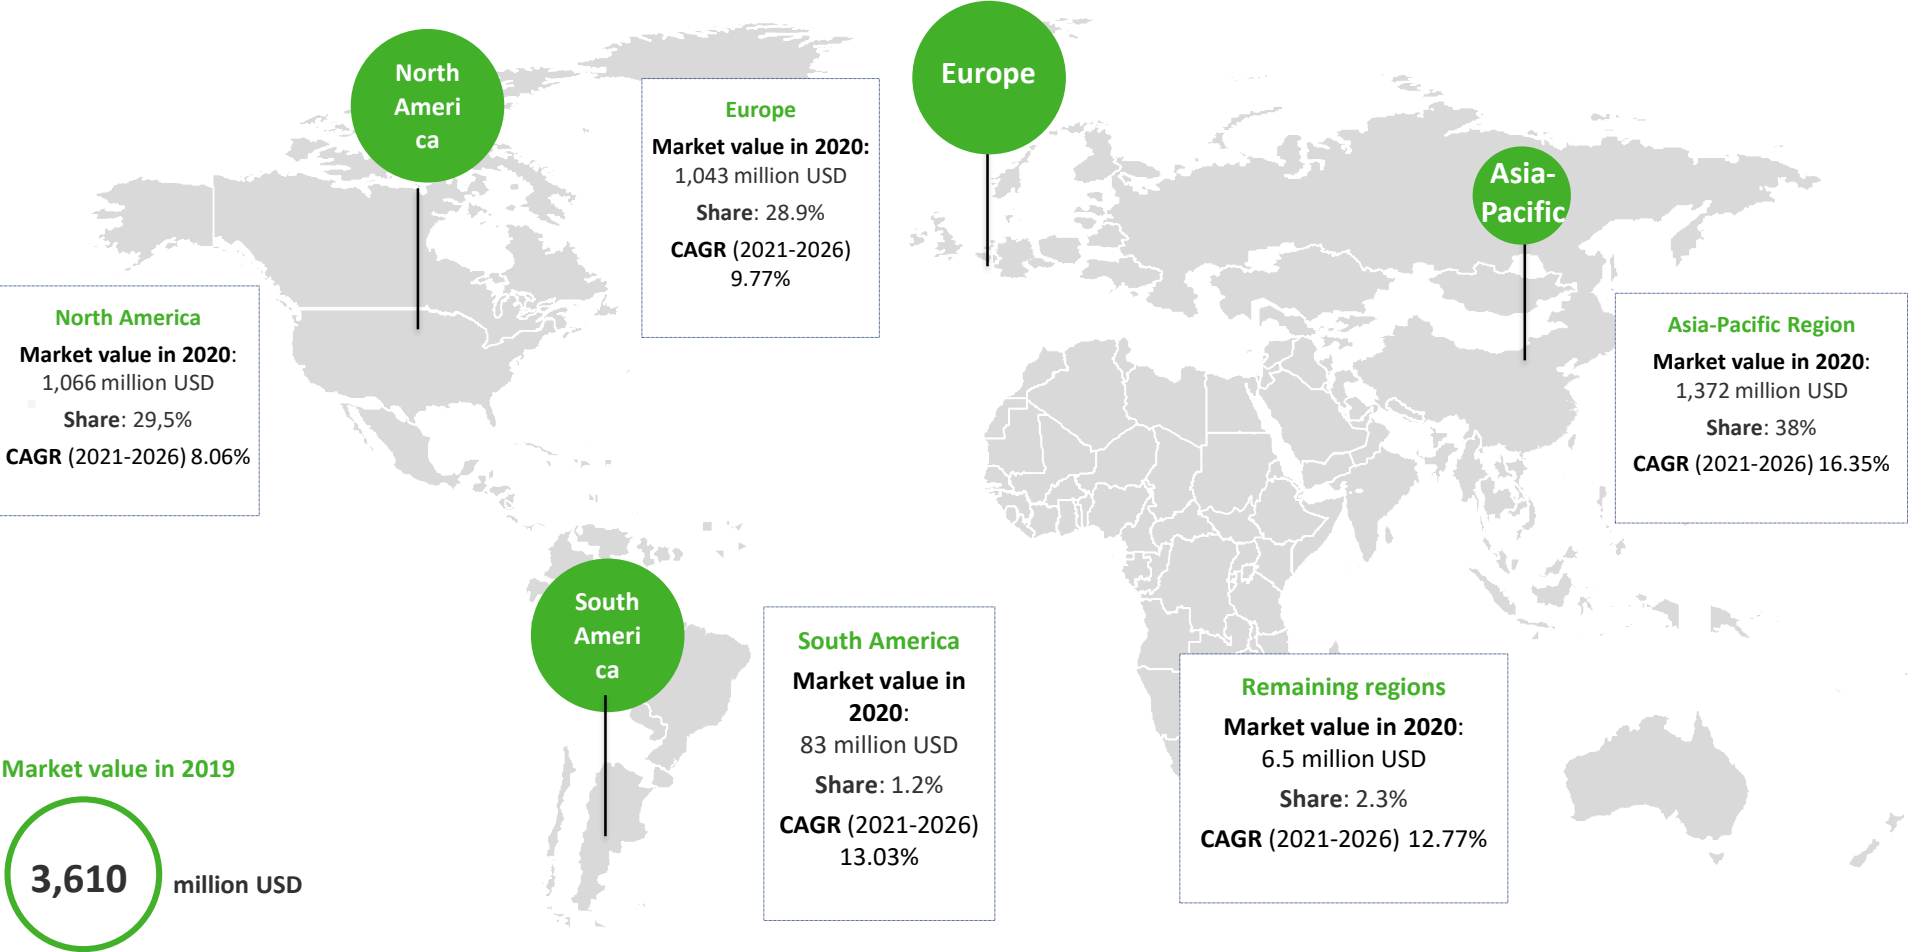 North
Ameri
ca
Europe
Asia-
Pacific
Europe
Market value in 2020:
1,043 million USD
Share: 28.9%
CAGR (2021-2026)
9.77%
North America
Market value in 2020:
1,066 million USD
Share: 29,5%
CAGR (2021-2026) 8.06%
Asia-Pacific Region
Market value in 2020:
1,372 million USD
Share: 38%
CAGR (2021-2026) 16.35%
South
Ameri
ca
South America
Market value in
2020:
83 million USD
Share: 1.2%
CAGR (2021-2026)
13.03%
Remaining regions
Market value in 2020:
6.5 million USD
Share: 2.3%
CAGR (2021-2026) 12.77%
Market value in 2019
3,610 million USD